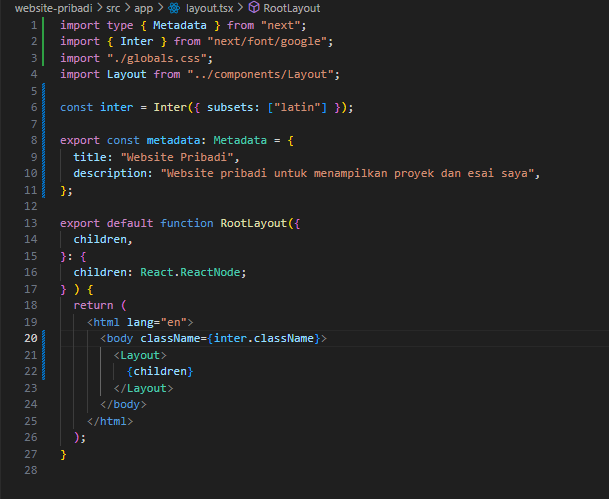 website-pribadi > src > app > layout.tsx > RootLayout
1 import type { Metadata } from "next";
2 import { Inter } from "next/font/google";
3 import "./globals.css";
4 import Layout from "../components/Layout";
5
6 const inter = Inter({ subsets: ["latin"] });
7
8 export const metadata: Metadata = {
9   title: "Website Pribadi",
10   description: "Website pribadi untuk menampilkan proyek dan esai saya",
11 };
12
13 export default function RootLayout({
14   children,
15 }: {
16   children: React.ReactNode;
17 } ) {
18   return (
19     <html lang="en">
20       <body className={inter.className}>
21         <Layout>
22           {children}
23         </Layout>
24       </body>
25     </html>
26   );
27 }
28